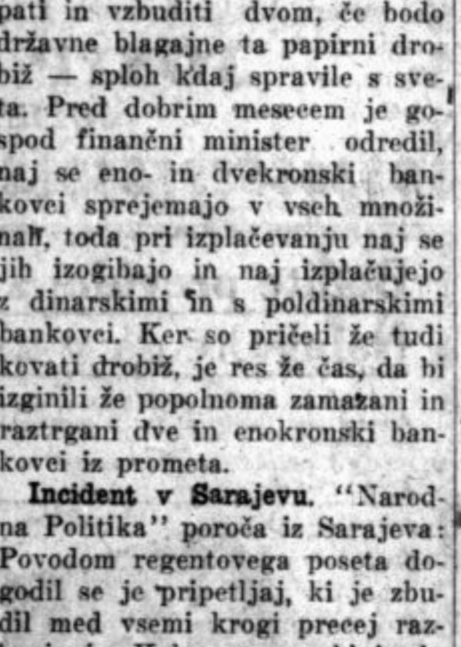 pati in vzbuditi dvom, če bodo
državne blagajne ta papirni dro-
biž — sploh kdaj spravile s sve-
ta. Pred dobrim mesecem je go-
spod finančni minister odredil,
naj se eno- in dvekronski ban-
kovci sprejemajo v vseh množi-
nah, toda pri izplačevanju naj se
jih izogibajo in naj izplačujejo
z dinarskimi in s poldinarskimi
bankovci. Ker so pričeli že tudi
kovati drobiž, je res že čas, da bi
izginili že popolnoma zamazani in
raztrgani dve in enokronski ban-
kovci iz prometa.
Incident v Sarajevu. "Narod-
na Politika" poroča iz Sarajeva:
Povodom regentovega poseta do-
godil se je pripetljaj, ki je zbu-
dil med vsemi krogi precej raz-